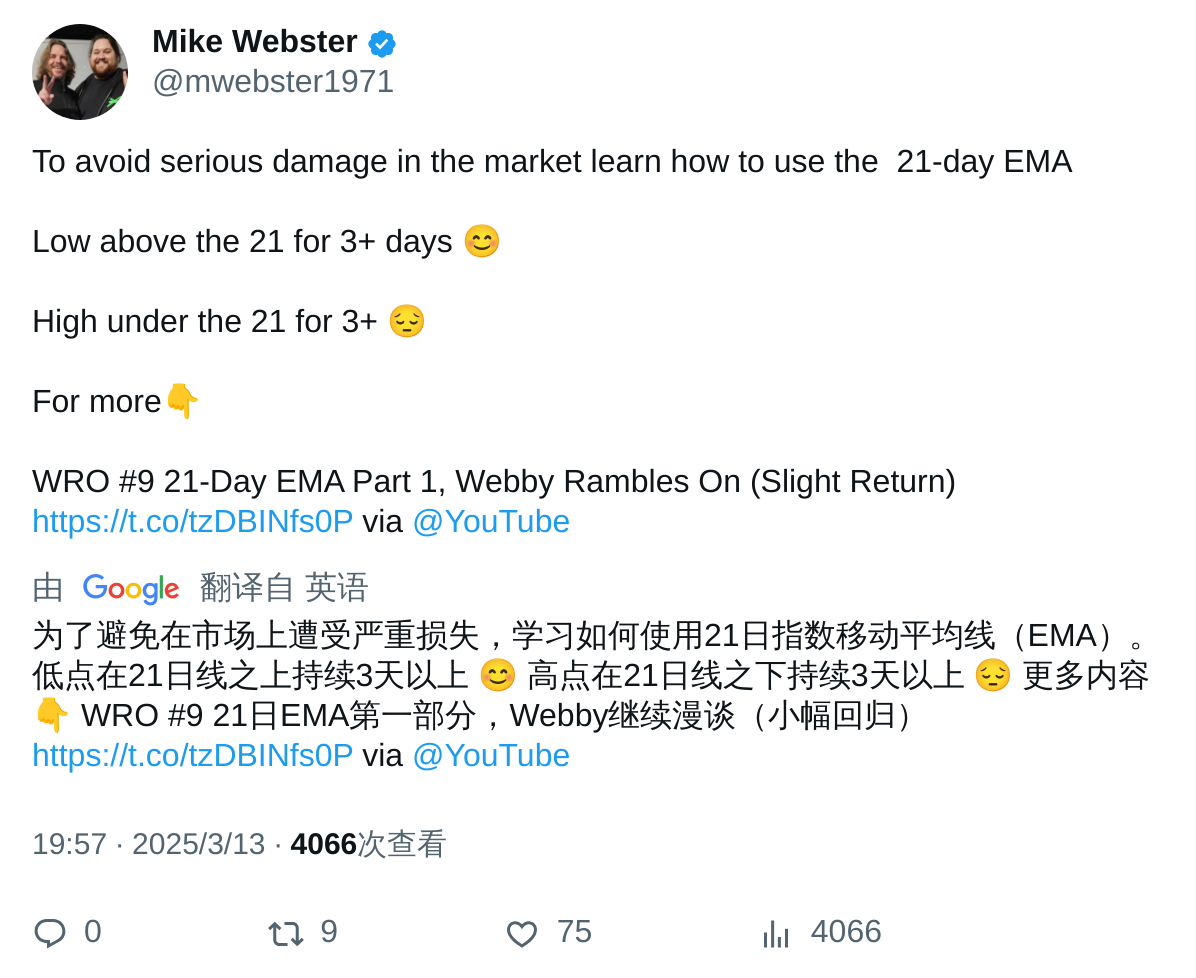 Mike Webster
@mwebster1971
To avoid serious damage in the market learn how to use the  21-day EMA
Low above the 21 for 3+ days 😊
High under the 21 for 3+ 😔
For more👇
WRO #9 21-Day EMA Part 1, Webby Rambles On (Slight Return)
https://t.co/tzDBINfs0P via @YouTube
由 Google 翻译自 英语
为了避免在市场上遭受严重损失，学习如何使用21日指数移动平均线（EMA）。
低点在21日线之上持续3天以上 😊 高点在21日线之下持续3天以上 😔 更多内容
👇 WRO #9 21日EMA第一部分，Webby继续漫谈（小幅回归）
https://t.co/tzDBINfs0P via @YouTube
19:57 · 2025/3/13 · 4066次查看
0 9 75 4066